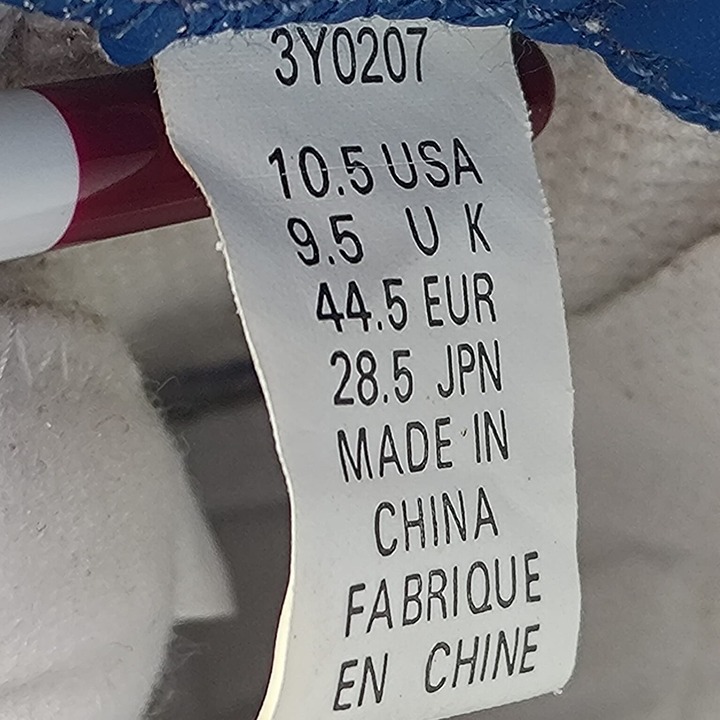 3Y0207
10.5 USA
9.5 U K
44.5 EUR
28.5 JPN
MADE IN
CHINA
FABRIQUE
EN CHINE